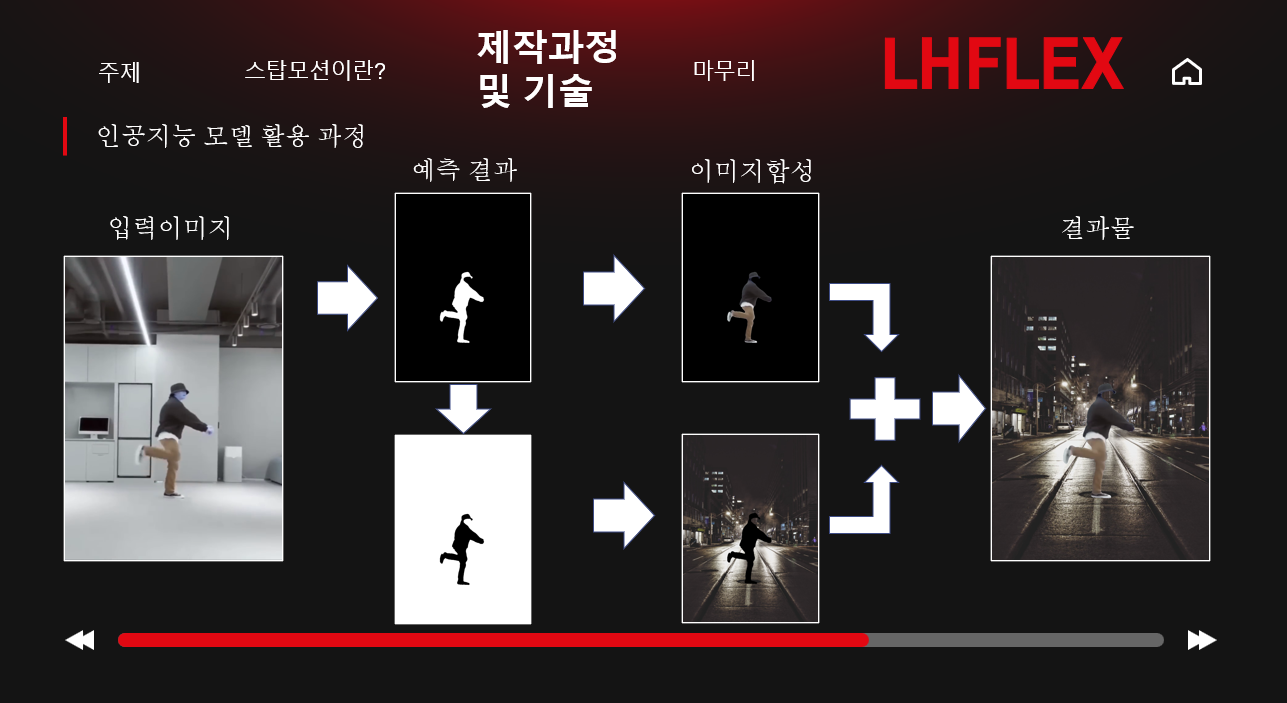 주제
스탑모션이란?
제작과정
및 기술
마무리
LHFLEX
인공지능 모델 활용 과정
입력이미지
예측 결과
이미지합성
결과물